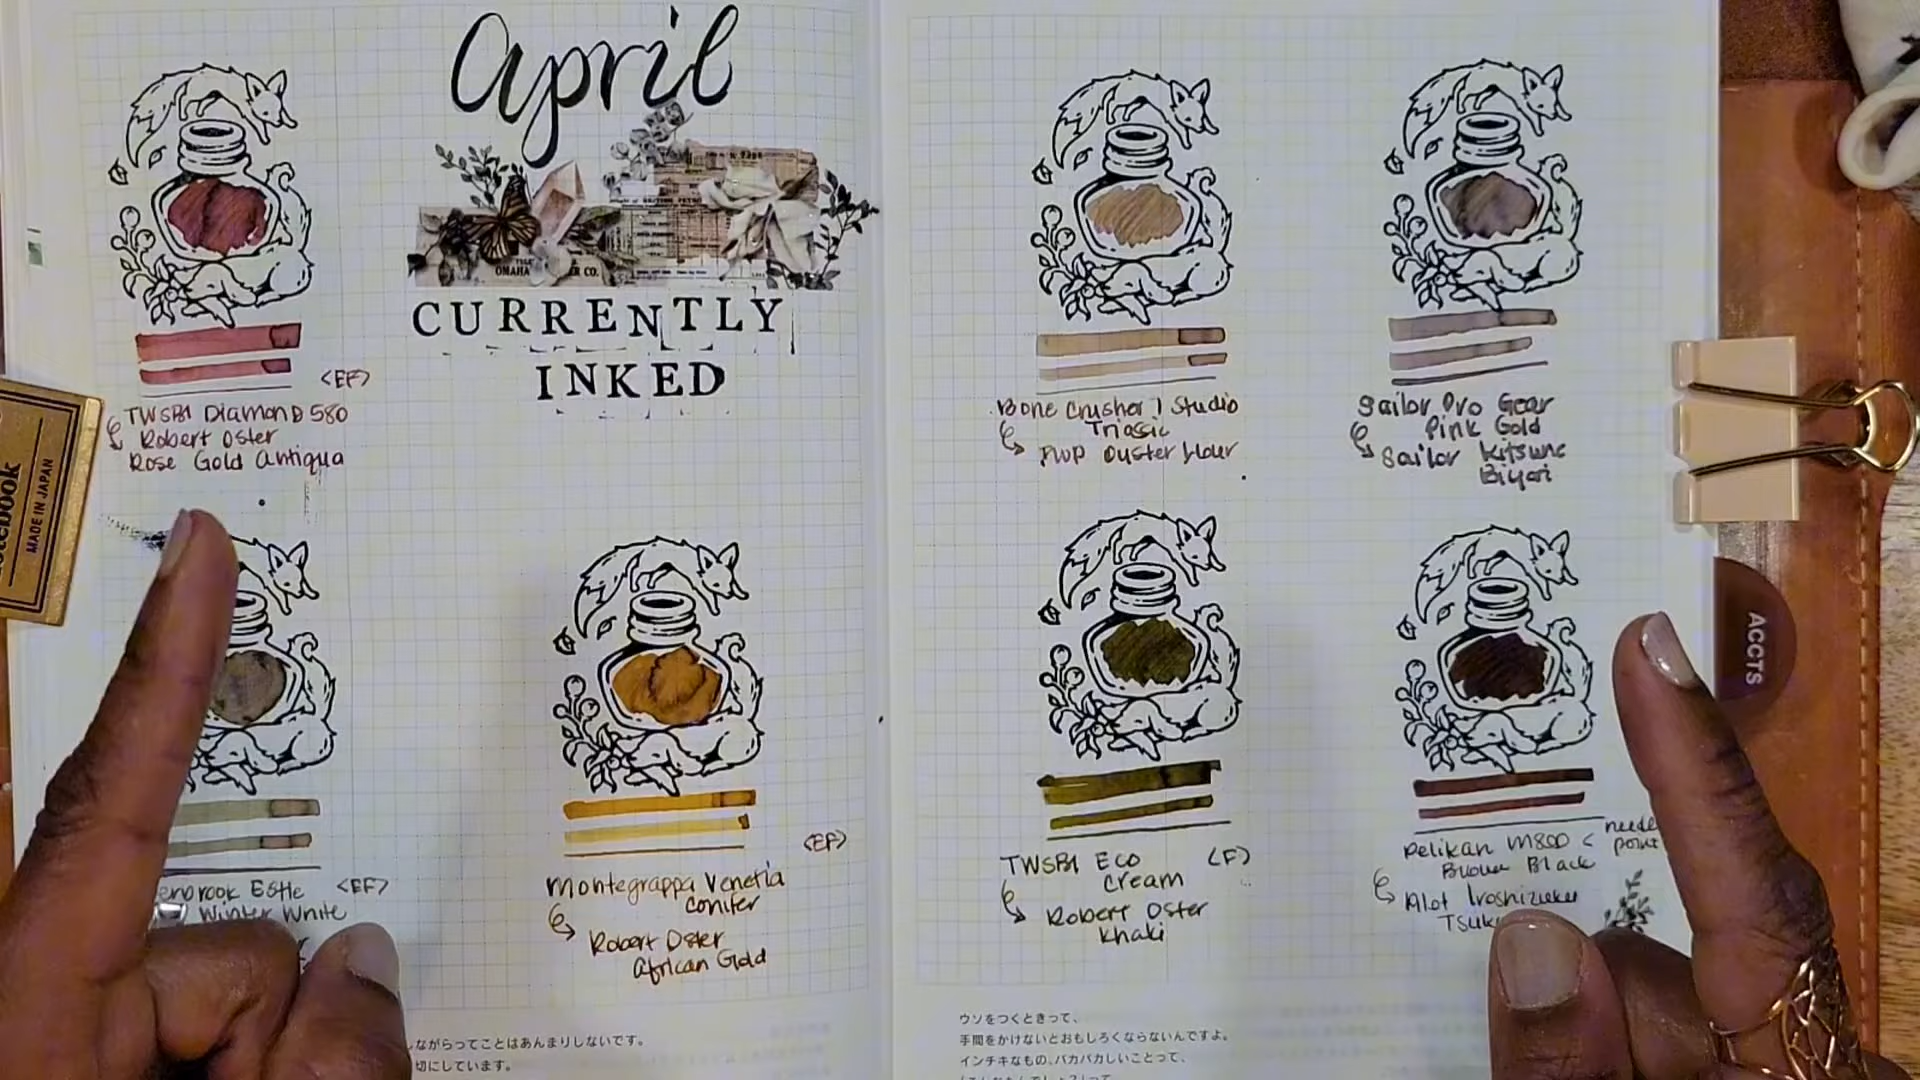 April
OMAHA
ER CO.
CURRENTLY
INKED
<EF>
TWSBI Diamond 580
Robert Oster
Rose Gold Antiqua
Bone Crusher Studio
Triassic
Sailor Pro Gear
Pink Gold
Sailor Kitsune
Biyori
MADE IN JAPAN
ACCTS
enbrook Estie <EF>
Winter White
<EF>
Montegrappa Venetia
Conifer
Robert Oster
African Gold
TWSBI Eco <F>
Cream
Robert Oster
Khaki
needle
point
Pelikan M800 <
Brown Black
Pilot Iroshizuku
Tsuk
ながらってことはあんまりしないです。
切にしています。
ウソをつくときって、
手間をかけないとおもしろくならないんですよ。
インチキなもの、バカバカしいことって、